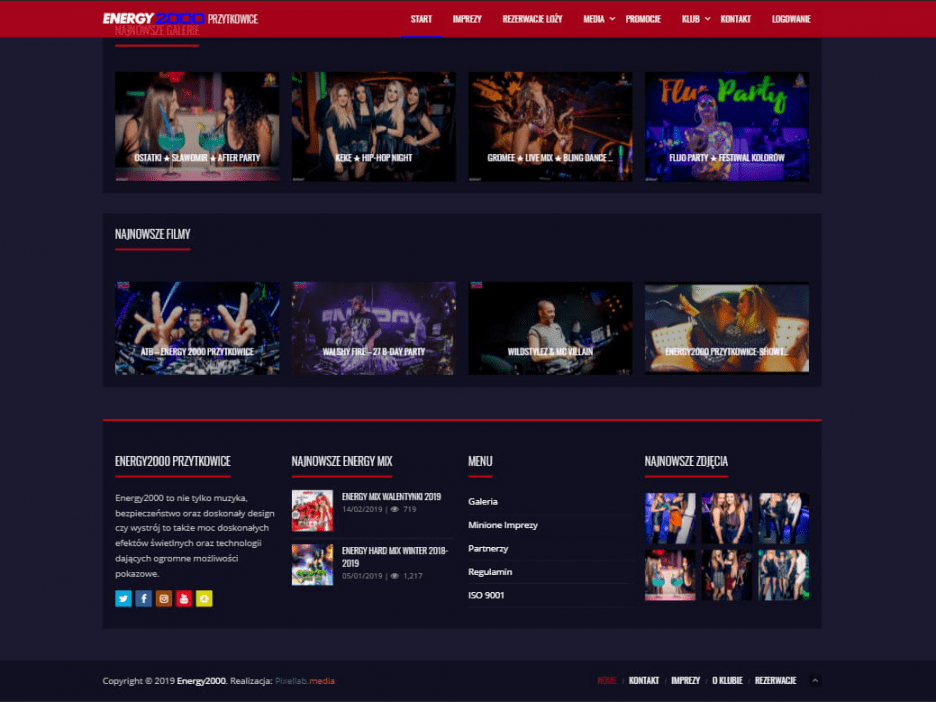 ENERGY 2000 PRZYTKOWICE
START IMPREZY REZERWACJE LOŻY MEDIA PROMOCJE KLUB KONTAKT LOGOWANIE
NAJNOWSZE GALERIE
Fluo Party
OSTATKI ★ SŁAWOMIR ★ AFTER PARTY
KEKE ★ HIP-HOP NIGHT
GROMEE ★ LIVE MIX ★ BLING DANCE ...
FLUO PARTY ★ FESTIWAL KOLORÓW
NAJNOWSZE FILMY
ATB - ENERGY 2000 PRZYTKOWICE
WALSHY FIRE - 27 B-DAY PARTY
WILDSTYLEZ & MC VILLAIN
ENERGY2000 PRZYTKOWICE-SHOWT...
ENERGY2000 PRZYTKOWICE
Energy2000 to nie tylko muzyka,
bezpieczeństwo oraz doskonały design
czy wystrój to także moc doskonałych
efektów świetlnych oraz technologii
dających ogromne możliwości
pokazowe.
NAJNOWSZE ENERGY MIX
ENERGY MIX WALENTYNKI 2019
14/02/2019 | 719
ENERGY HARD MIX WINTER 2018-
2019
05/01/2019 | 1,217
MENU
Galeria
Minione Imprezy
Partnerzy
Regulamin
ISO 9001
NAJNOWSZE ZDJĘCIA
Copyright © 2019 Energy2000. Realizacja: Pixellab.media
HOME / KONTAKT / IMPREZY / O KLUBIE / REZERWACJE